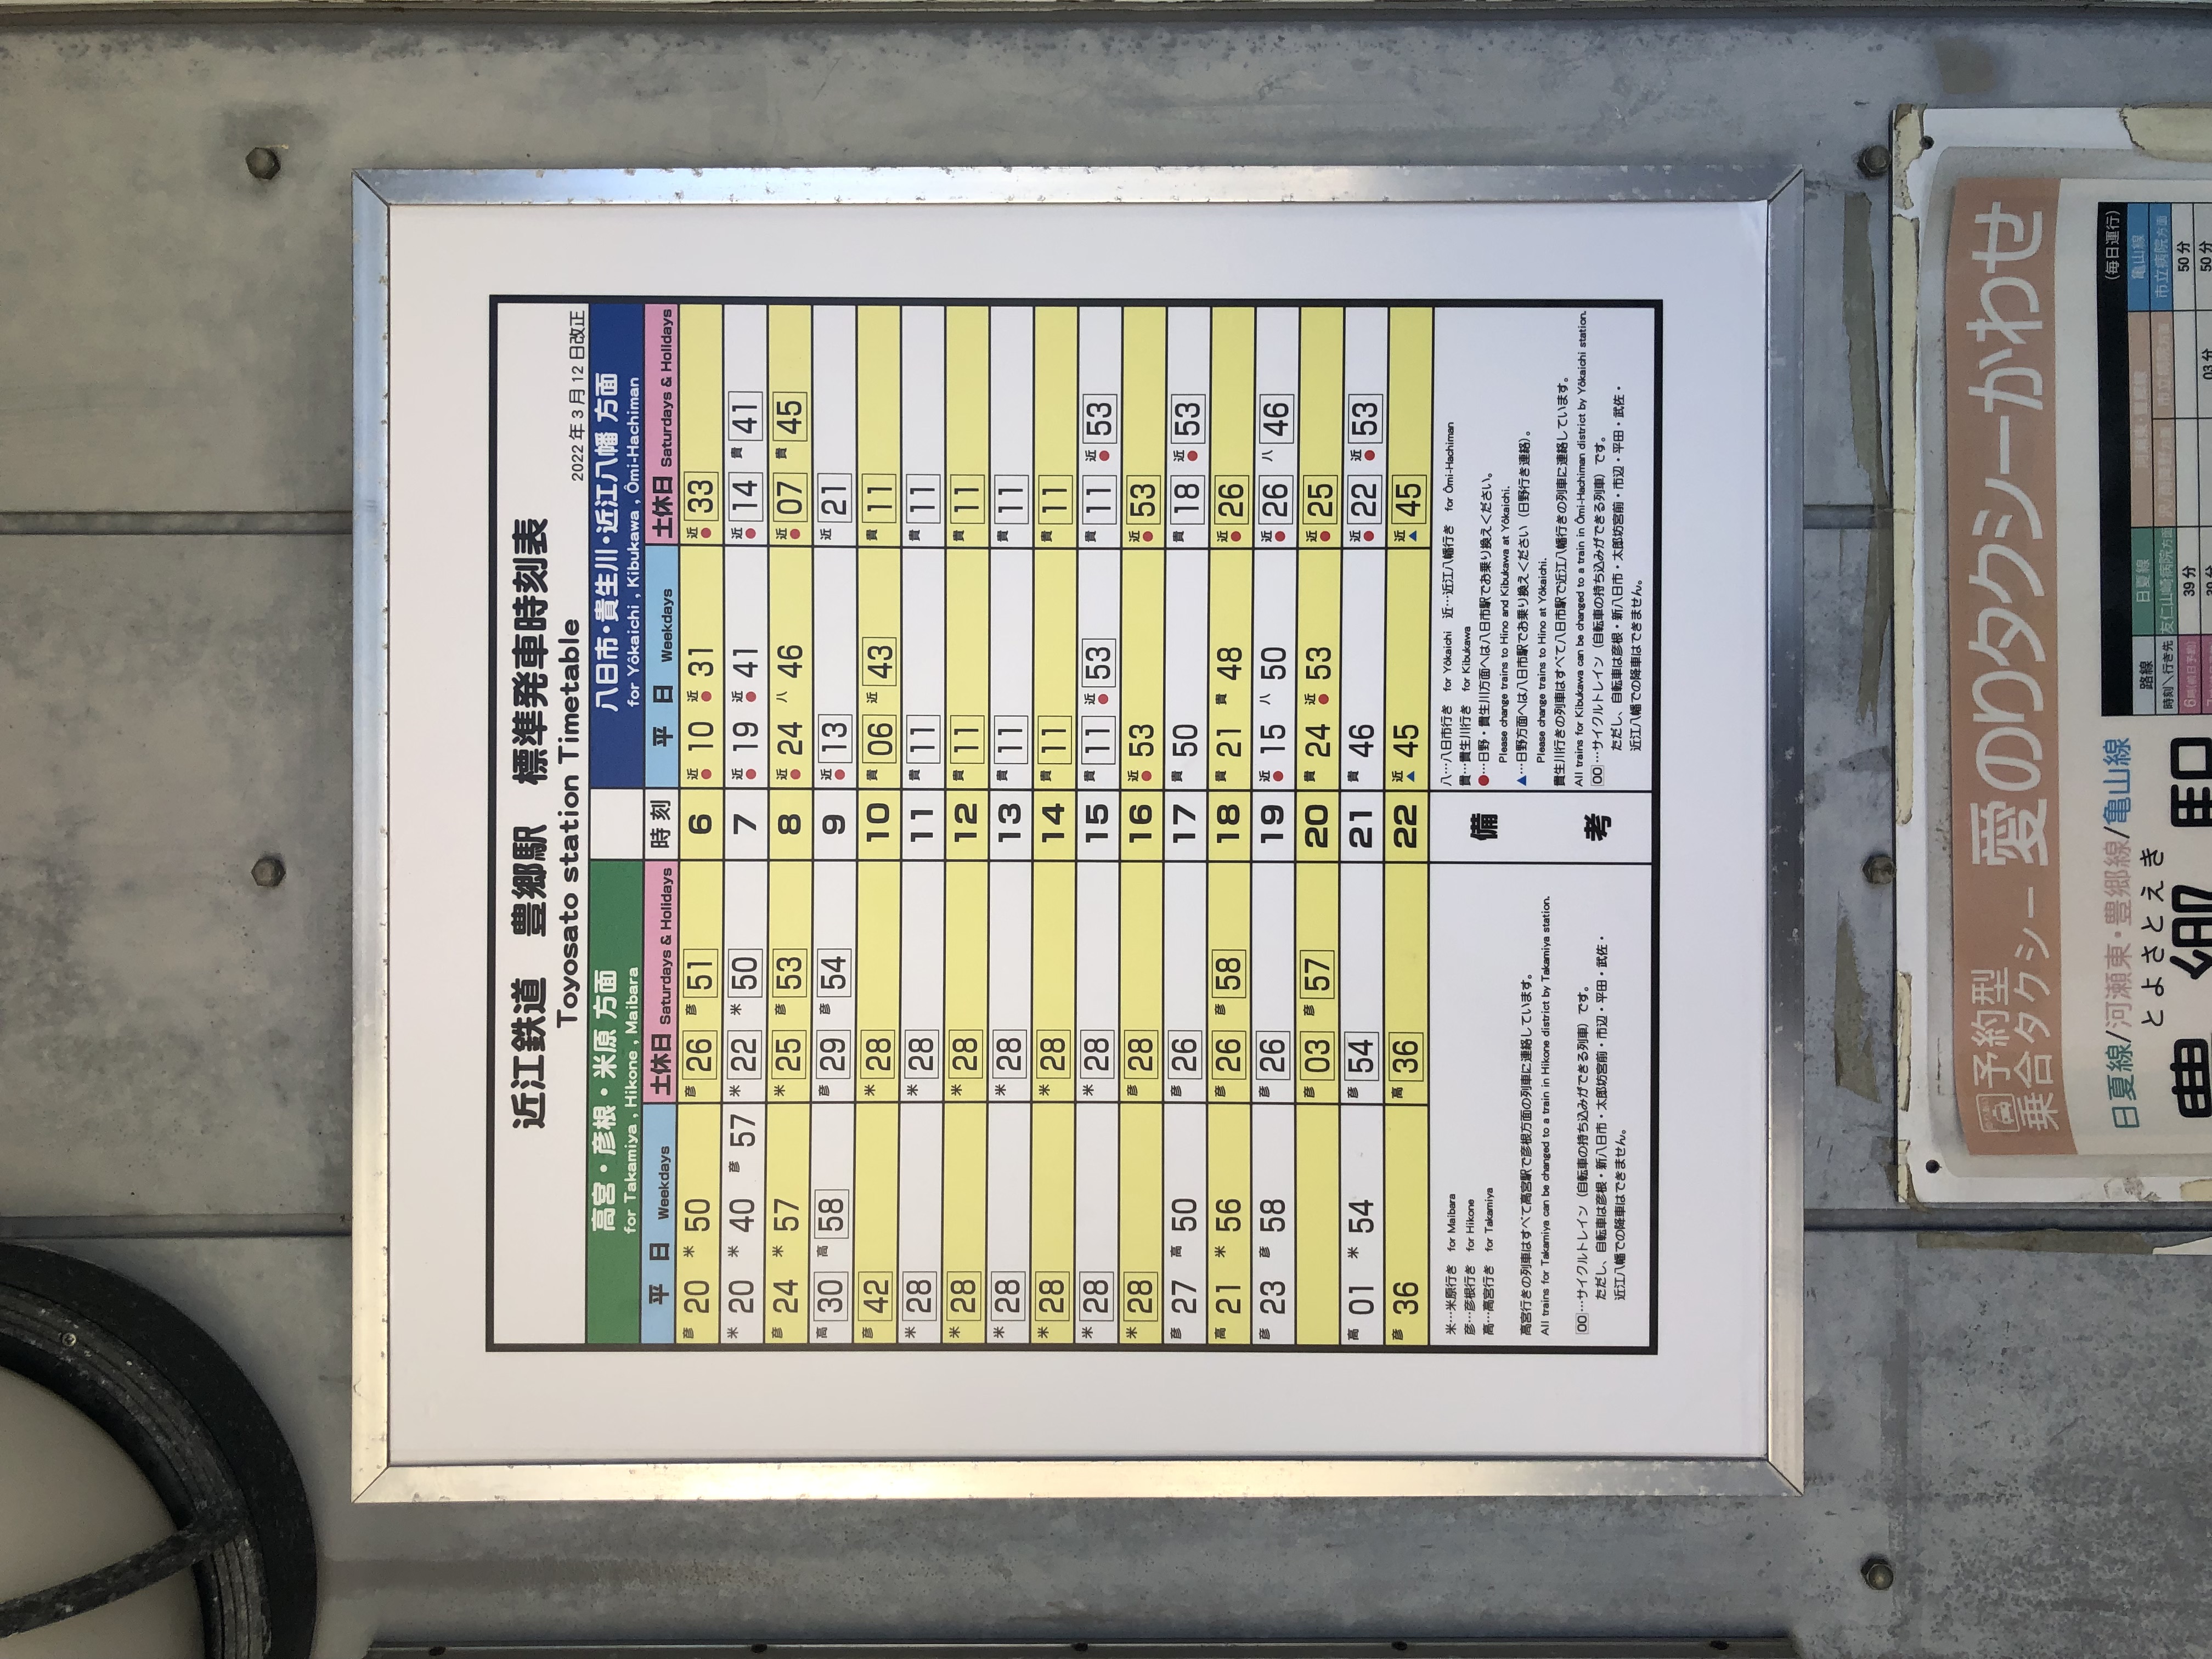 近江鉄道 豊郷駅 標準発車時刻表
Toyosato station Timetable
2022年3月12日改正
高宮・彦根・米原 方面
for Takamiya , Hikone , Maibara
八日市・貴生川・近江八幡 方面
for Yôkaichi , Kibukawa , Ômi-Hachiman
平 日 Weekdays 土休日 Saturdays & Holidays 時刻 平 日 Weekdays 土休日 Saturdays & Holidays
彦 20 米 50 彦 26 彦 51 6 近● 10 近● 31 近● 33
米 20 米 40 彦 57 米 22 米 50 7 近● 19 近● 41 近● 14 貴 41
彦 24 米 57 米 25 彦 53 8 近● 24 八 46 近● 07 貴 45
高 30 高 58 彦 29 彦 54 9 近● 13 近 21
彦 42 米 28 10 貴 06 近 43 貴 11
米 28 米 28 11 貴 11 貴 11
米 28 米 28 12 貴 11 貴 11
米 28 米 28 13 貴 11 貴 11
米 28 米 28 14 貴 11 貴 11
米 28 米 28 15 貴 11 近● 53 貴 11 近● 53
米 28 彦 28 16 近● 53 近● 53
彦 27 高 50 彦 26 17 貴 50 貴 18 近● 53
高 21 米 56 彦 26 彦 58 18 貴 21 貴 48 近● 26
彦 23 彦 58 彦 26 19 近● 15 八 50 近● 26 八 46
彦 03 彦 57 20 貴 24 近● 53 近● 25
高 01 米 54 彦 54 21 貴 46 近● 22 近● 53
彦 36 高 36 22 近▲ 45 近▲ 45
米…米原行き for Maibara
彦…彦根行き for Hikone
高…高宮行き for Takamiya
高宮行きの列車はすべて高宮駅で彦根方面の列車に連絡しています。
All trains for Takamiya can be changed to a train in Hikone district by Takamiya station.
00…サイクルトレイン（自転車の持ち込みができる列車）です。
ただし、自転車は彦根・新八日市・太郎坊宮前・市辺・平田・武佐・
近江八幡での降車はできません。
備考
八…八日市行き for Yôkaichi 近…近江八幡行き for Ômi-Hachiman
貴…貴生川行き for Kibukawa
●…日野・貴生川方面へは八日市駅でお乗り換えください。
Please change trains to Hino and Kibukawa at Yôkaichi.
▲…日野方面へは八日市駅でお乗り換えください（日野行き連絡）。
Please change trains to Hino at Yôkaichi.
貴生川行きの列車はすべて八日市駅で近江八幡行きの列車に連絡しています。
All trains for Kibukawa can be changed to a train in Ômi-Hachiman district by Yôkaichi station.
00…サイクルトレイン（自転車の持ち込みができる列車）です。
ただし、自転車は彦根・新八日市・太郎坊宮前・市辺・平田・武佐・
近江八幡での降車はできません。
予約型
乗合タクシー
愛のりタクシーかわせ
日夏線/河瀬東・豊郷線/亀山線
とよさとえき
豊郷駅
(毎日運行)
路線 日夏線 河瀬東・豊郷線 亀山線
時刻＼行き先 友仁山崎病院方面 市立病院方面 市立病院方面
6時(前日予約) 39分 50分
39分 03分 50分